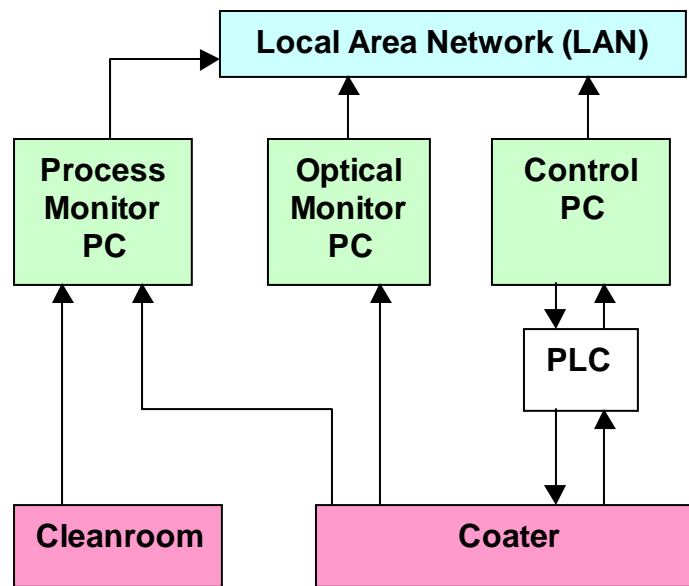 Local Area Network (LAN)
Process
Monitor
PC
Optical
Monitor
PC
Control
PC
PLC
Cleanroom
Coater